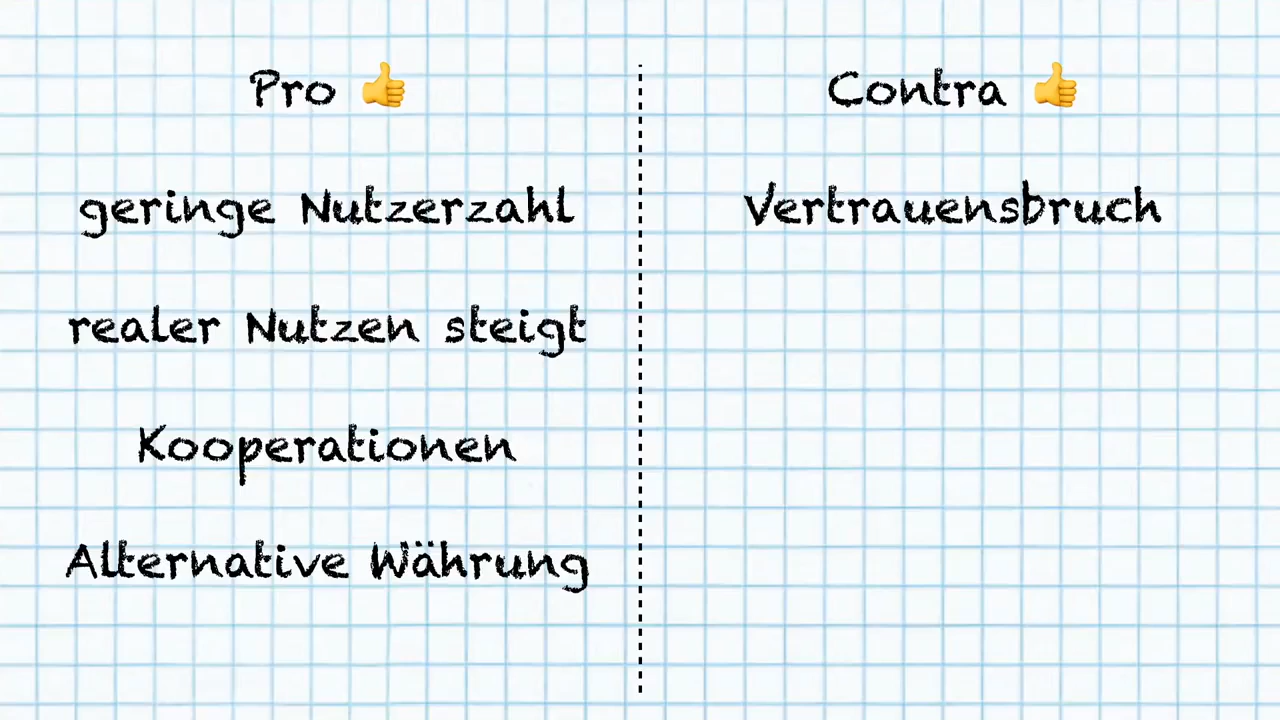 Pro 👍
geringe Nutzerzahl
realer Nutzen steigt
Kooperationen
Alternative Währung
Contra 👍
Vertrauensbruch